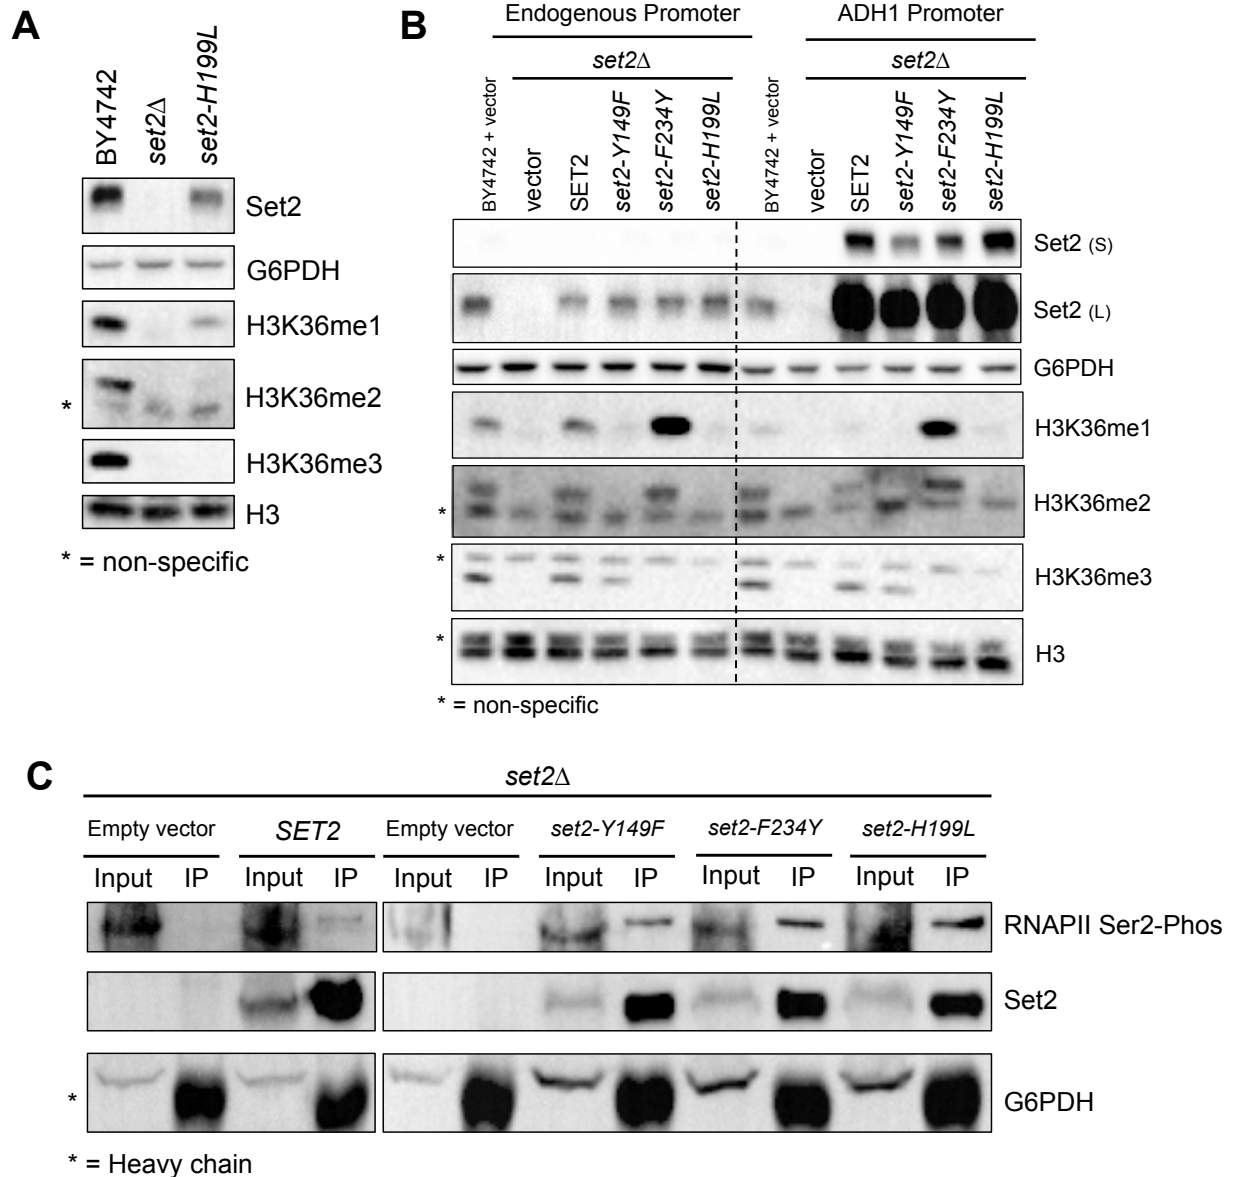 A
BY4742
set2Δ
set2-H199L
Set2
G6PDH
H3K36me1
*
H3K36me2
H3K36me3
H3
* = non-specific
B
Endogenous Promoter
ADH1 Promoter
set2Δ
set2Δ
BY4742 + vector
vector
SET2
set2-Y149F
set2-F234Y
set2-H199L
BY4742 + vector
vector
SET2
set2-Y149F
set2-F234Y
set2-H199L
Set2 (S)
Set2 (L)
G6PDH
H3K36me1
*
H3K36me2
*
H3K36me3
*
H3
* = non-specific
C
set2Δ
Empty vector SET2 Empty vector set2-Y149F set2-F234Y set2-H199L
Input IP Input IP Input IP Input IP Input IP Input IP
RNAPII Ser2-Phos
Set2
*
G6PDH
* = Heavy chain